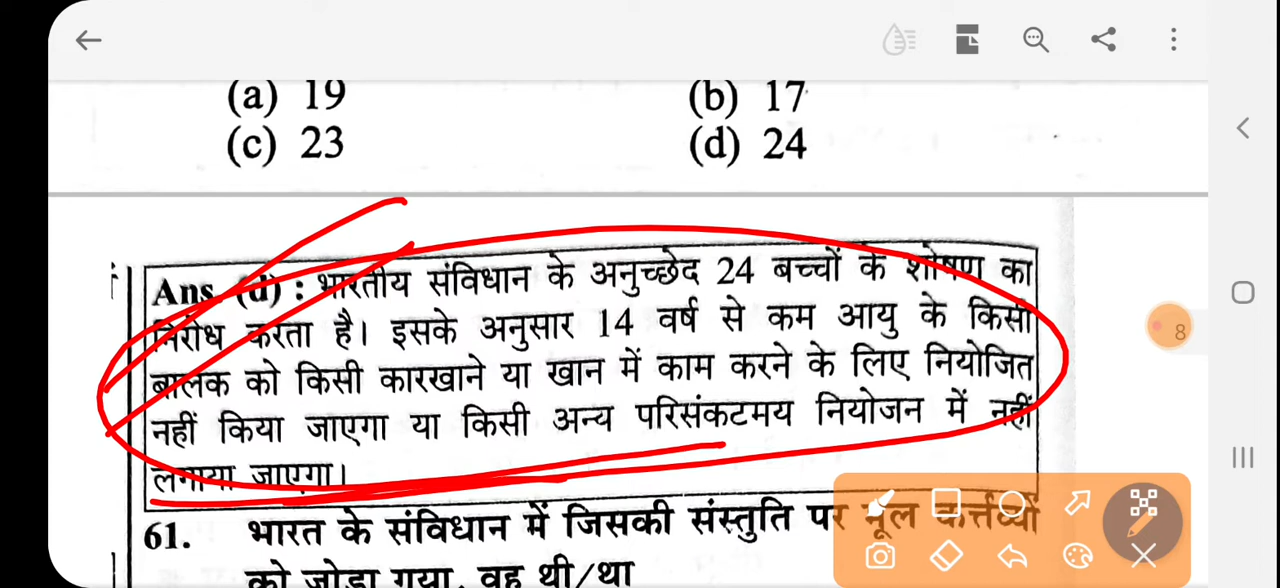 (a) 19 (b) 17
(c) 23 (d) 24
Ans (d) : भारतीय संविधान के अनुच्छेद 24 बच्चों के शोषण का
निरोध करता है। इसके अनुसार 14 वर्ष से कम आयु के किसी
बालक को किसी कारखाने या खान में काम करने के लिए नियोजित
नहीं किया जाएगा या किसी अन्य परिसंकटमय नियोजन में नहीं
लगाया जाएगा।
8
61. भारत के संविधान में जिसकी संस्तुति पर मूल कर्त्तव्यों
को जोड़ा गया, वह थी/था